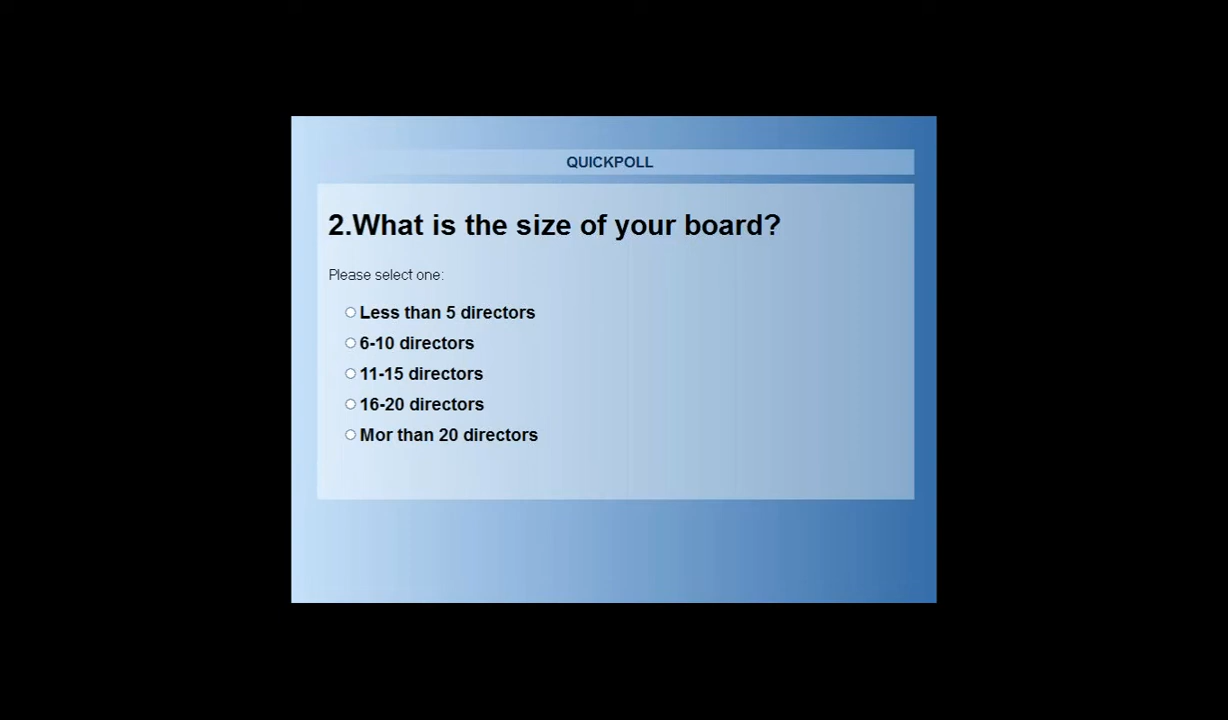 QUICKPOLL
2.What is the size of your board?
Please select one:
Less than 5 directors
6-10 directors
11-15 directors
16-20 directors
Mor than 20 directors